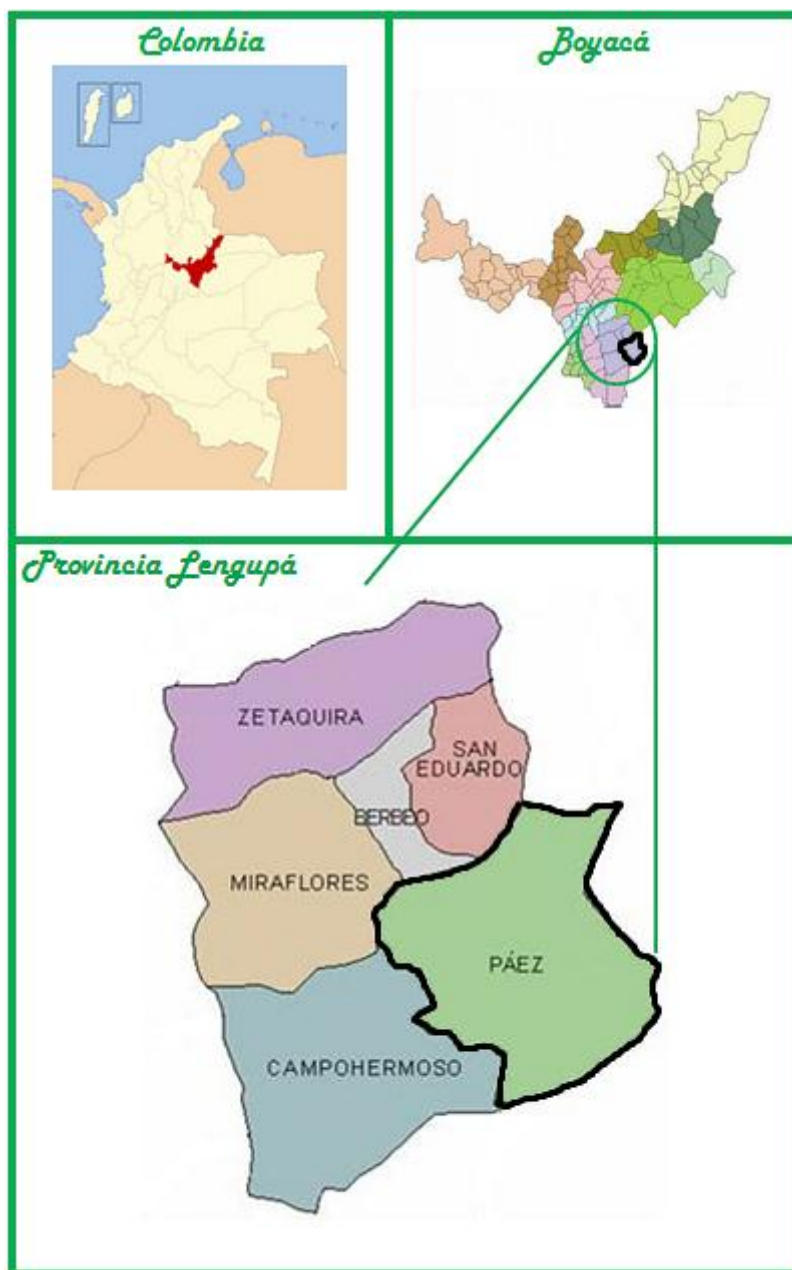 Colombia
Boyacá
Provincia Lengupá
ZETAQUIRA
SAN
EDUARDO
BERBEO
MIRAFLORES
PÁEZ
CAMPOHERMOSO